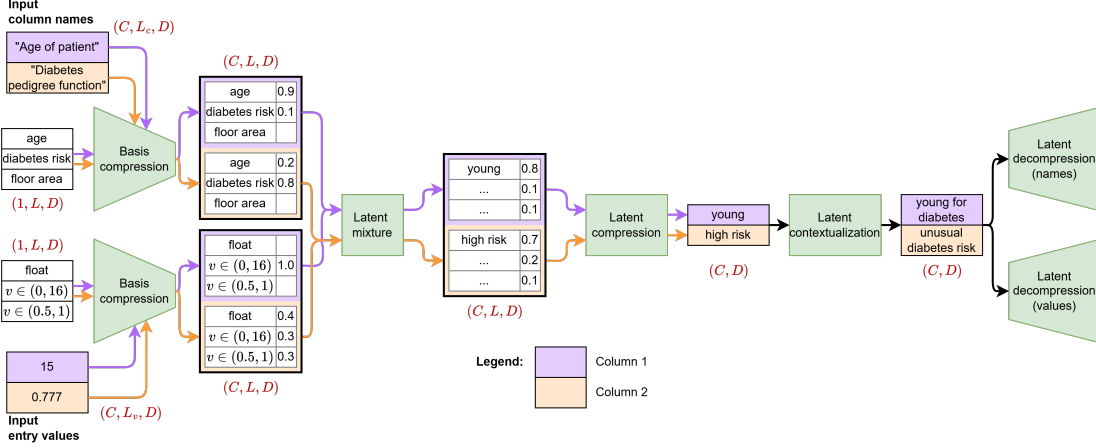 Input
column names
(C, L_c, D)
"Age of patient"
"Diabetes
pedigree function"
age
diabetes risk
floor area
(1, L, D)
Basis
compression
(C, L, D)
age 0.9
diabetes risk 0.1
floor area
age 0.2
diabetes risk 0.8
floor area
(1, L, D)
float
v ∈ (0, 16)
v ∈ (0.5, 1)
Basis
compression
15
0.777
Input
entry values
(C, L_v, D)
float
v ∈ (0, 16) 1.0
v ∈ (0.5, 1)
float 0.4
v ∈ (0, 16) 0.3
v ∈ (0.5, 1) 0.3
(C, L, D)
Latent
mixture
young 0.8
... 0.1
... 0.1
high risk 0.7
... 0.2
... 0.1
(C, L, D)
Latent
compression
young
high risk
(C, D)
Latent
contextualization
young for
diabetes
unusual
diabetes risk
(C, D)
Latent
decompression
(names)
Latent
decompression
(values)
Legend:
Column 1
Column 2